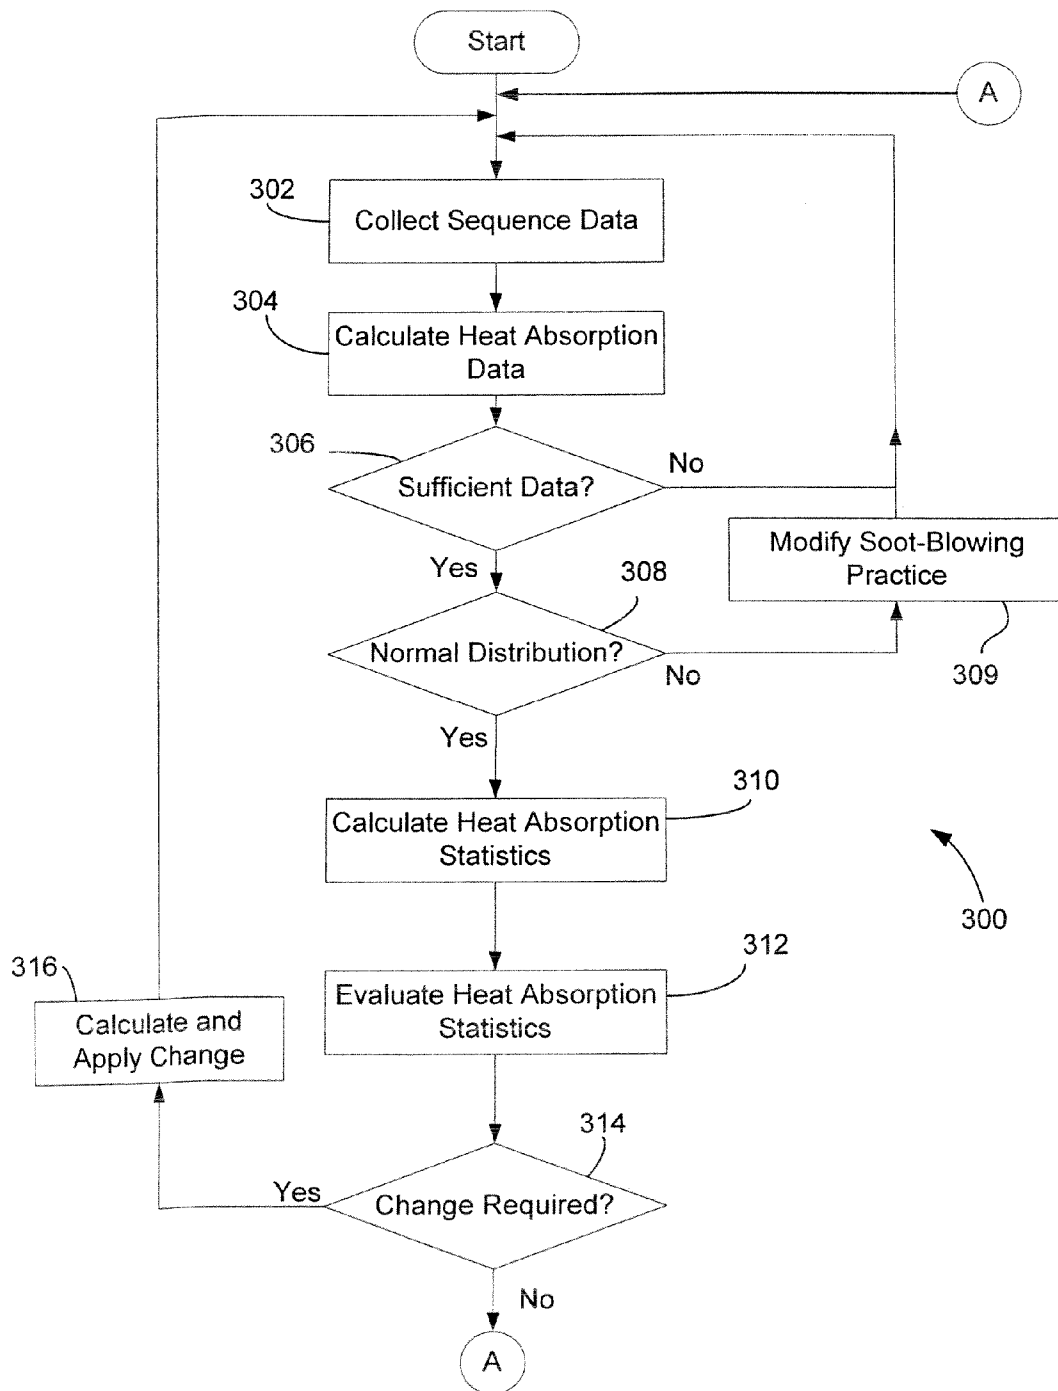 Start
A
302
Collect Sequence Data
304
Calculate Heat Absorption
Data
306
Sufficient Data?
No
Yes
Modify Soot-Blowing
Practice
309
308
Normal Distribution?
No
Yes
310
Calculate Heat Absorption
Statistics
300
312
Evaluate Heat Absorption
Statistics
316
Calculate and
Apply Change
314
Change Required?
Yes
No
A